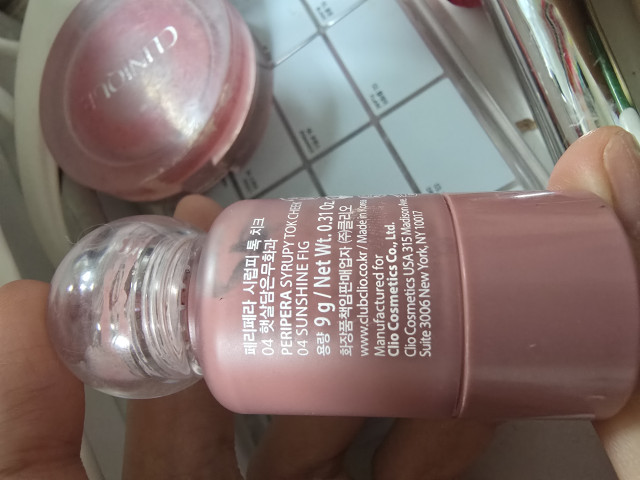 CLINIQUE
페리페라 시럽피 톡 치크
04 햇살담은무화과
PERIPERA SYRUPY TOK CHEEK
04 SUNSHINE FIG
용량 9 g / Net Wt. 0.31 Oz
화장품책임판매업자 (주)클리오
www.clubclio.co.kr / Made in Korea
Manufactured for
Clio Cosmetics Co., Ltd.
Clio Cosmetics USA 315 Madison Ave
Suite 3006 New York, NY 10017